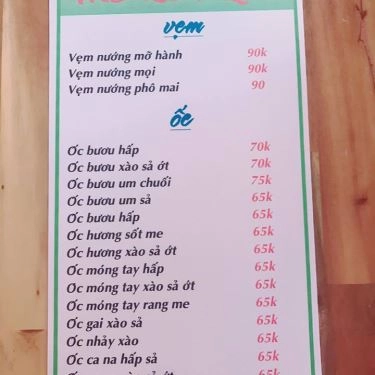 vẹm
Vẹm nướng mỡ hành 90k
Vẹm nướng mọi 90k
Vẹm nướng phô mai 90
ốc
Ốc bươu hấp 70k
Ốc bươu xào sả ớt 70k
Ốc bươu um chuối 75k
Ốc bươu um sả 65k
Ốc bươu hấp 65k
Ốc hương sốt me 65k
Ốc hương xào sả ớt 65k
Ốc móng tay hấp 65k
Ốc móng tay xào sả ớt 65k
Ốc móng tay rang me 65k
Ốc gai xào sả 65k
Ốc nhảy xào 65k
Ốc ca na hấp sả 65k
65k